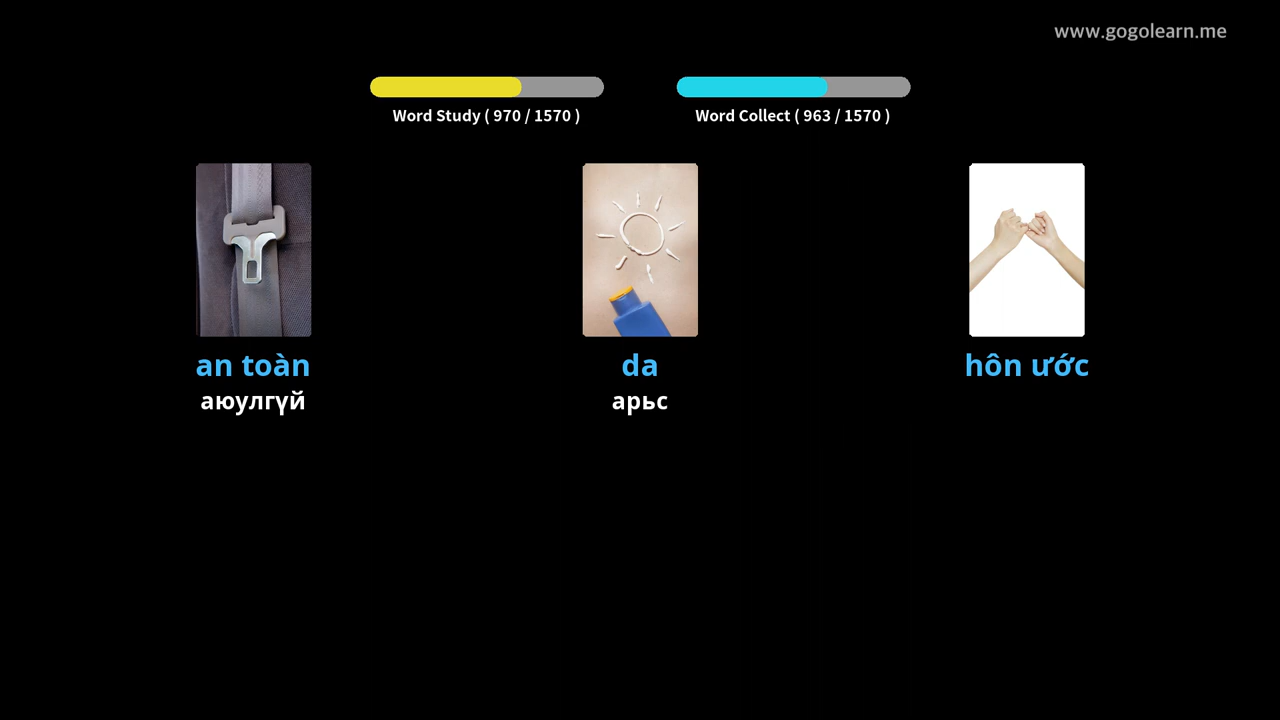 www.gogolearn.me
Word Study ( 970 / 1570 )
Word Collect ( 963 / 1570 )
an toàn
аюулгүй
da
арьс
hôn ước